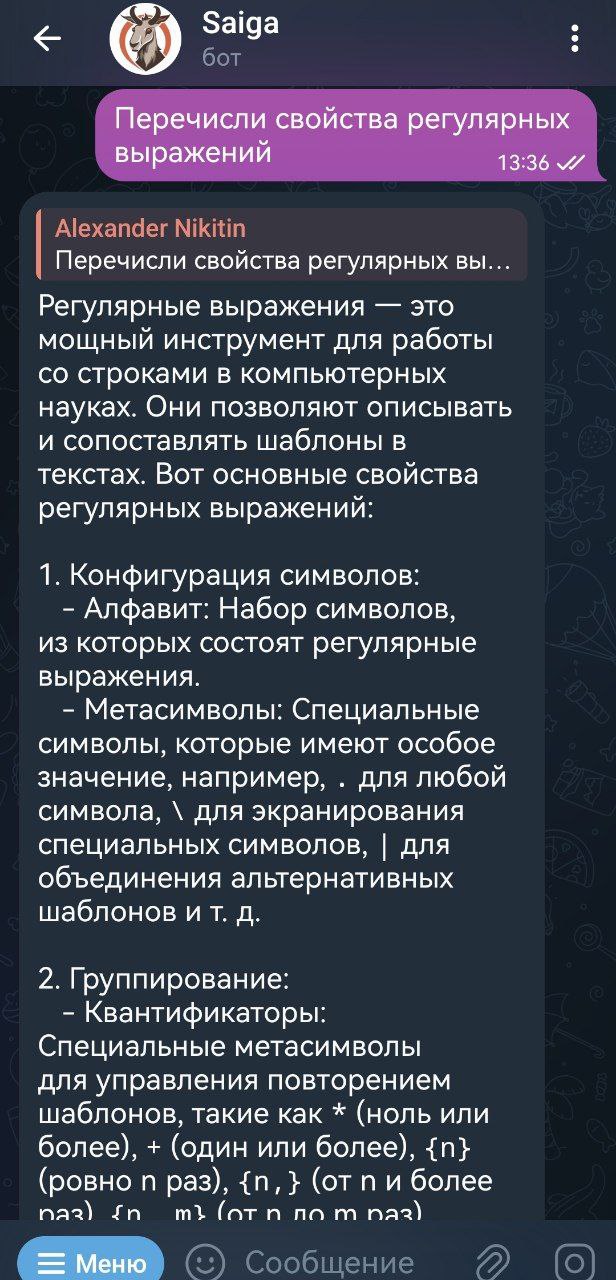 Saiga
бот
Перечисли свойства регулярных
выражений
13:36
Alexander Nikitin
Перечисли свойства регулярных вы...
Регулярные выражения — это
мощный инструмент для работы
со строками в компьютерных
науках. Они позволяют описывать
и сопоставлять шаблоны в
текстах. Вот основные свойства
регулярных выражений:
1. Конфигурация символов:
– Алфавит: Набор символов,
из которых состоят регулярные
выражения.
– Метасимволы: Специальные
символы, которые имеют особое
значение, например, . для любой
символа, \ для экранирования
специальных символов, | для
объединения альтернативных
шаблонов и т. д.
2. Группирование:
– Квантификаторы:
Специальные метасимволы
для управления повторением
шаблонов, такие как * (ноль или
более), + (один или более), {n}
(ровно n раз), {n,} (от n и более
раз), {n, m} (от n до m раз)
Меню
Сообщение